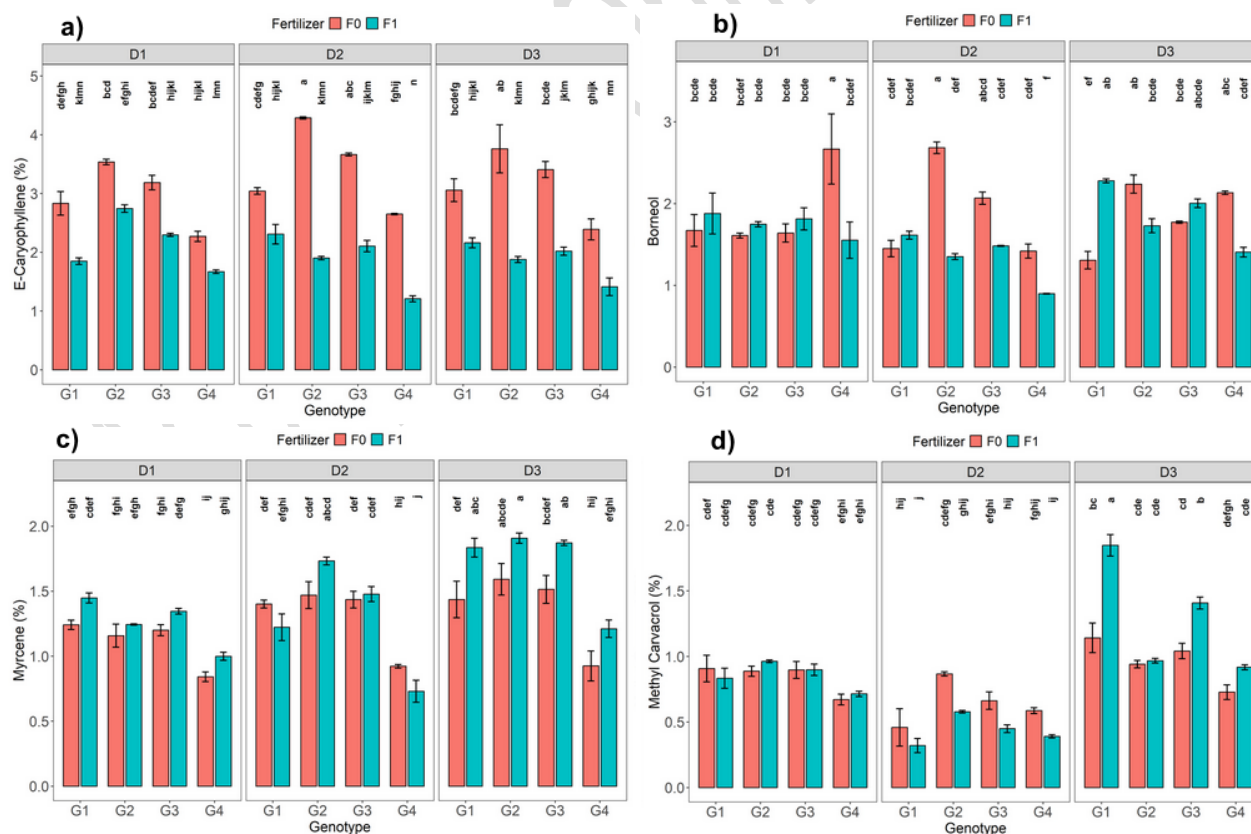 a)
Fertilizer F0 F1
D1 D2 D3
defgh klmn bcd efghi bcdef hijkl hijkl lmn cdefg hijkl a klmn abc ijklm fghij n bcdefg hijkl ab klmn bcde jklm ghijk mn
5
4
3
2
1
0
E-Caryophyllene (%)
G1 G2 G3 G4 G1 G2 G3 G4 G1 G2 G3 G4
Genotype
b)
Fertilizer F0 F1
D1 D2 D3
bcde bcde bcdef bcde bcde bcde a bcdef cdef bcdef a def abcd cdef cdef f ef ab ab bcde bcde abcde abc cdef
3
2
1
0
Borneol
G1 G2 G3 G4 G1 G2 G3 G4 G1 G2 G3 G4
Genotype
c)
Fertilizer F0 F1
D1 D2 D3
efgh cdef fghi efgh fghi defg ij ghij def efghi cdef abcd def cdef hij j def abc abcde a bcdef ab hij efghi
2.0
1.5
1.0
0.5
0.0
Myrcene (%)
G1 G2 G3 G4 G1 G2 G3 G4 G1 G2 G3 G4
Genotype
d)
Fertilizer F0 F1
D1 D2 D3
cdef cdefg cdefg cde cdefg cdefg efghi efghi hij j cdefg ghij efghi hij fghij ij bc a cde cde cd b defgh cde
2.0
1.5
1.0
0.5
0.0
Methyl Carvacrol (%)
G1 G2 G3 G4 G1 G2 G3 G4 G1 G2 G3 G4
Genotype